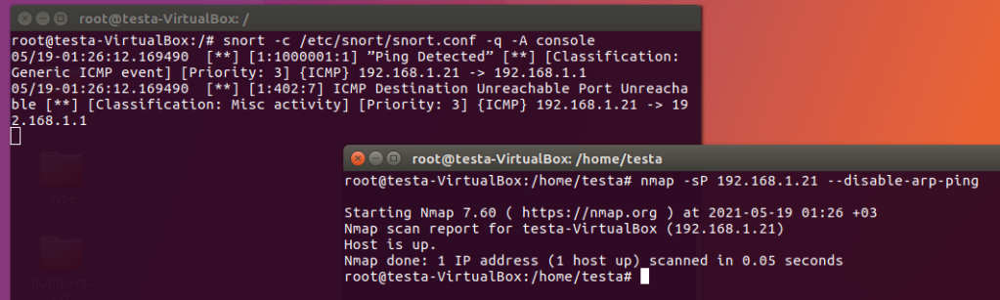 root@testa-VirtualBox: /
root@testa-VirtualBox:/# snort -c /etc/snort/snort.conf -q -A console
05/19-01:26:12.169490  [**] [1:1000001:1] ”Ping Detected” [**] [Classification:
Generic ICMP event] [Priority: 3] {ICMP} 192.168.1.21 -> 192.168.1.1
05/19-01:26:12.169490  [**] [1:402:7] ICMP Destination Unreachable Port Unreacha
ble [**] [Classification: Misc activity] [Priority: 3] {ICMP} 192.168.1.21 -> 19
2.168.1.1
root@testa-VirtualBox: /home/testa
root@testa-VirtualBox:/home/testa# nmap -sP 192.168.1.21 --disable-arp-ping
Starting Nmap 7.60 ( https://nmap.org ) at 2021-05-19 01:26 +03
Nmap scan report for testa-VirtualBox (192.168.1.21)
Host is up.
Nmap done: 1 IP address (1 host up) scanned in 0.05 seconds
root@testa-VirtualBox:/home/testa#